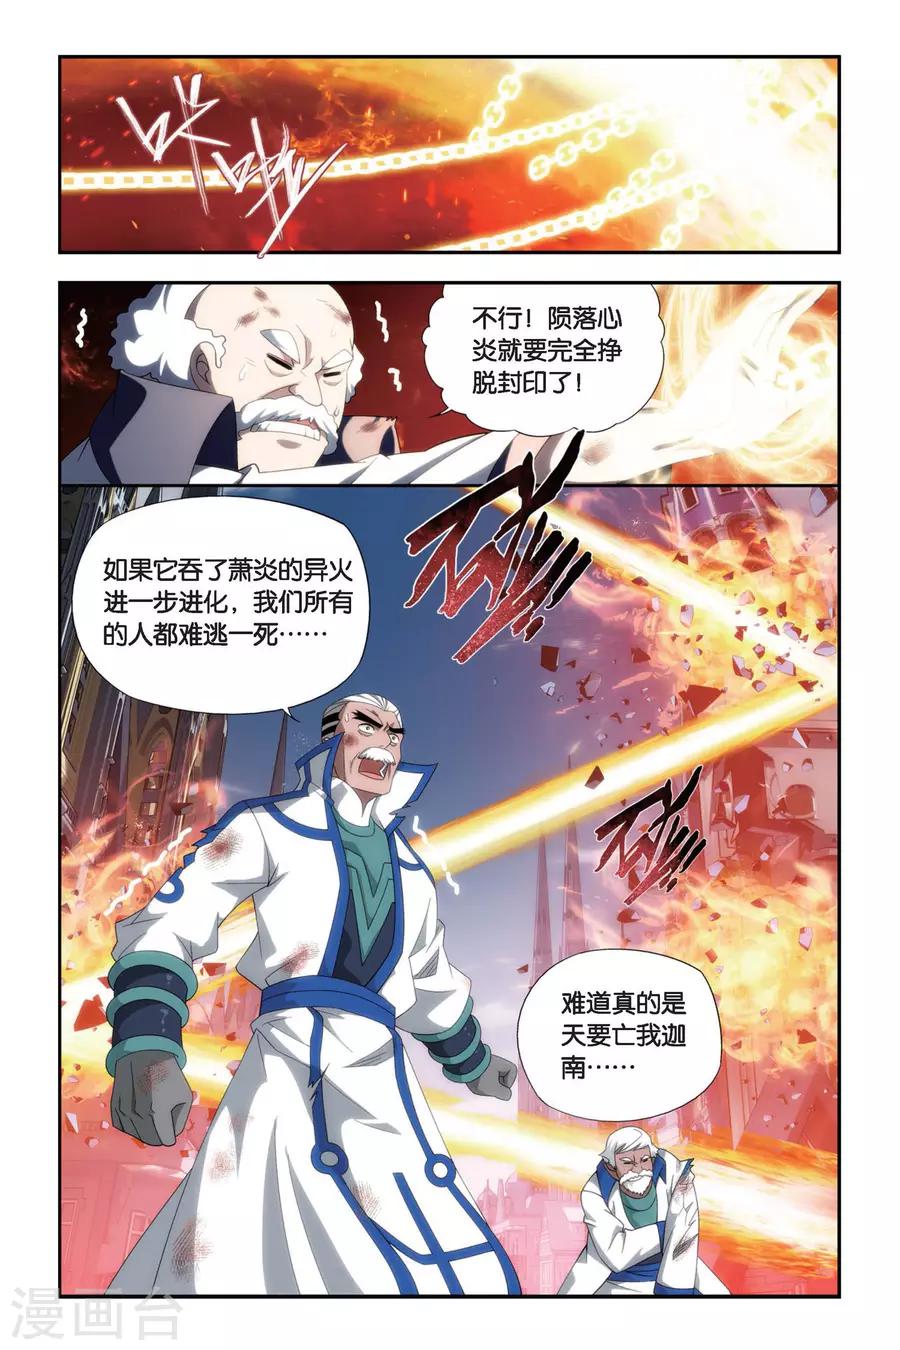 咔哦
不行！陨落心
炎就要完全挣
脱封印了！
如果它吞了萧炎的异火
进一步进化，我们所有
的人都难逃一死……
难道真的是
天要亡我迦
南……
漫画台